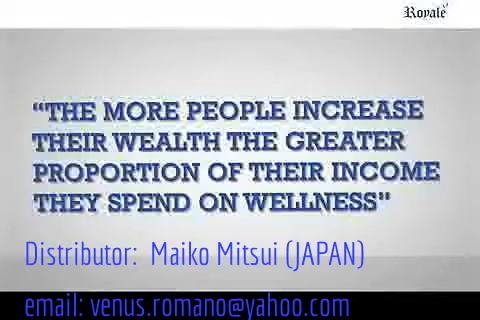 Royalé
“THE MORE PEOPLE INCREASE
THEIR WEALTH THE GREATER
PROPORTION OF THEIR INCOME
THEY SPEND ON WELLNESS”
Distributor:  Maiko Mitsui (JAPAN)
email: venus.romano@yahoo.com